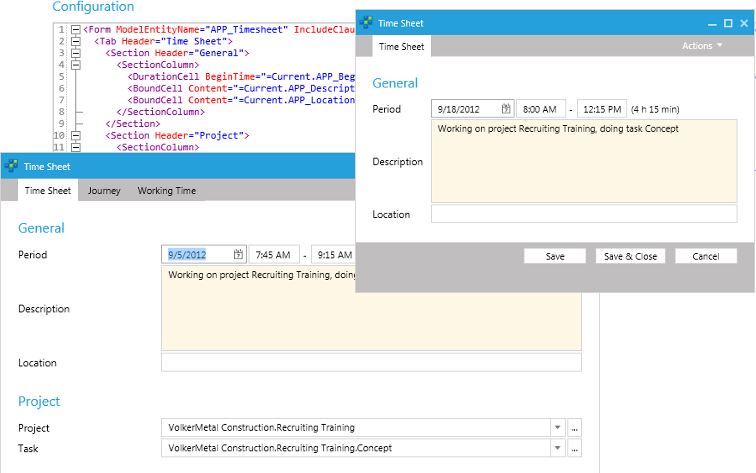 Configuration
1 <Form ModelEntityName="APP_Timesheet" IncludeClau
2 <Tab Header="Time Sheet">
3 <Section Header="General">
4 <SectionColumn>
5 <DurationCell BeginTime="=Current.APP_Beg
6 <BoundCell Content="=Current.APP_Descript
7 <BoundCell Content="=Current.APP_Location
8 </SectionColumn>
9 </Section>
10 <Section Header="Project">
11 <SectionColumn>
Time Sheet
Time Sheet Actions
General
Period 9/18/2012 8:00 AM - 12:15 PM (4 h 15 min)
Working on project Recruiting Training, doing task Concept
Description
Location
Save Save & Close Cancel
Time Sheet
Time Sheet Journey Working Time
General
Period 9/5/2012 7:45 AM - 9:15 AM
Working on project Recruiting Training, doing
Description
Location
Project
Project VolkerMetal Construction.Recruiting Training ...
Task VolkerMetal Construction.Recruiting Training.Concept ...